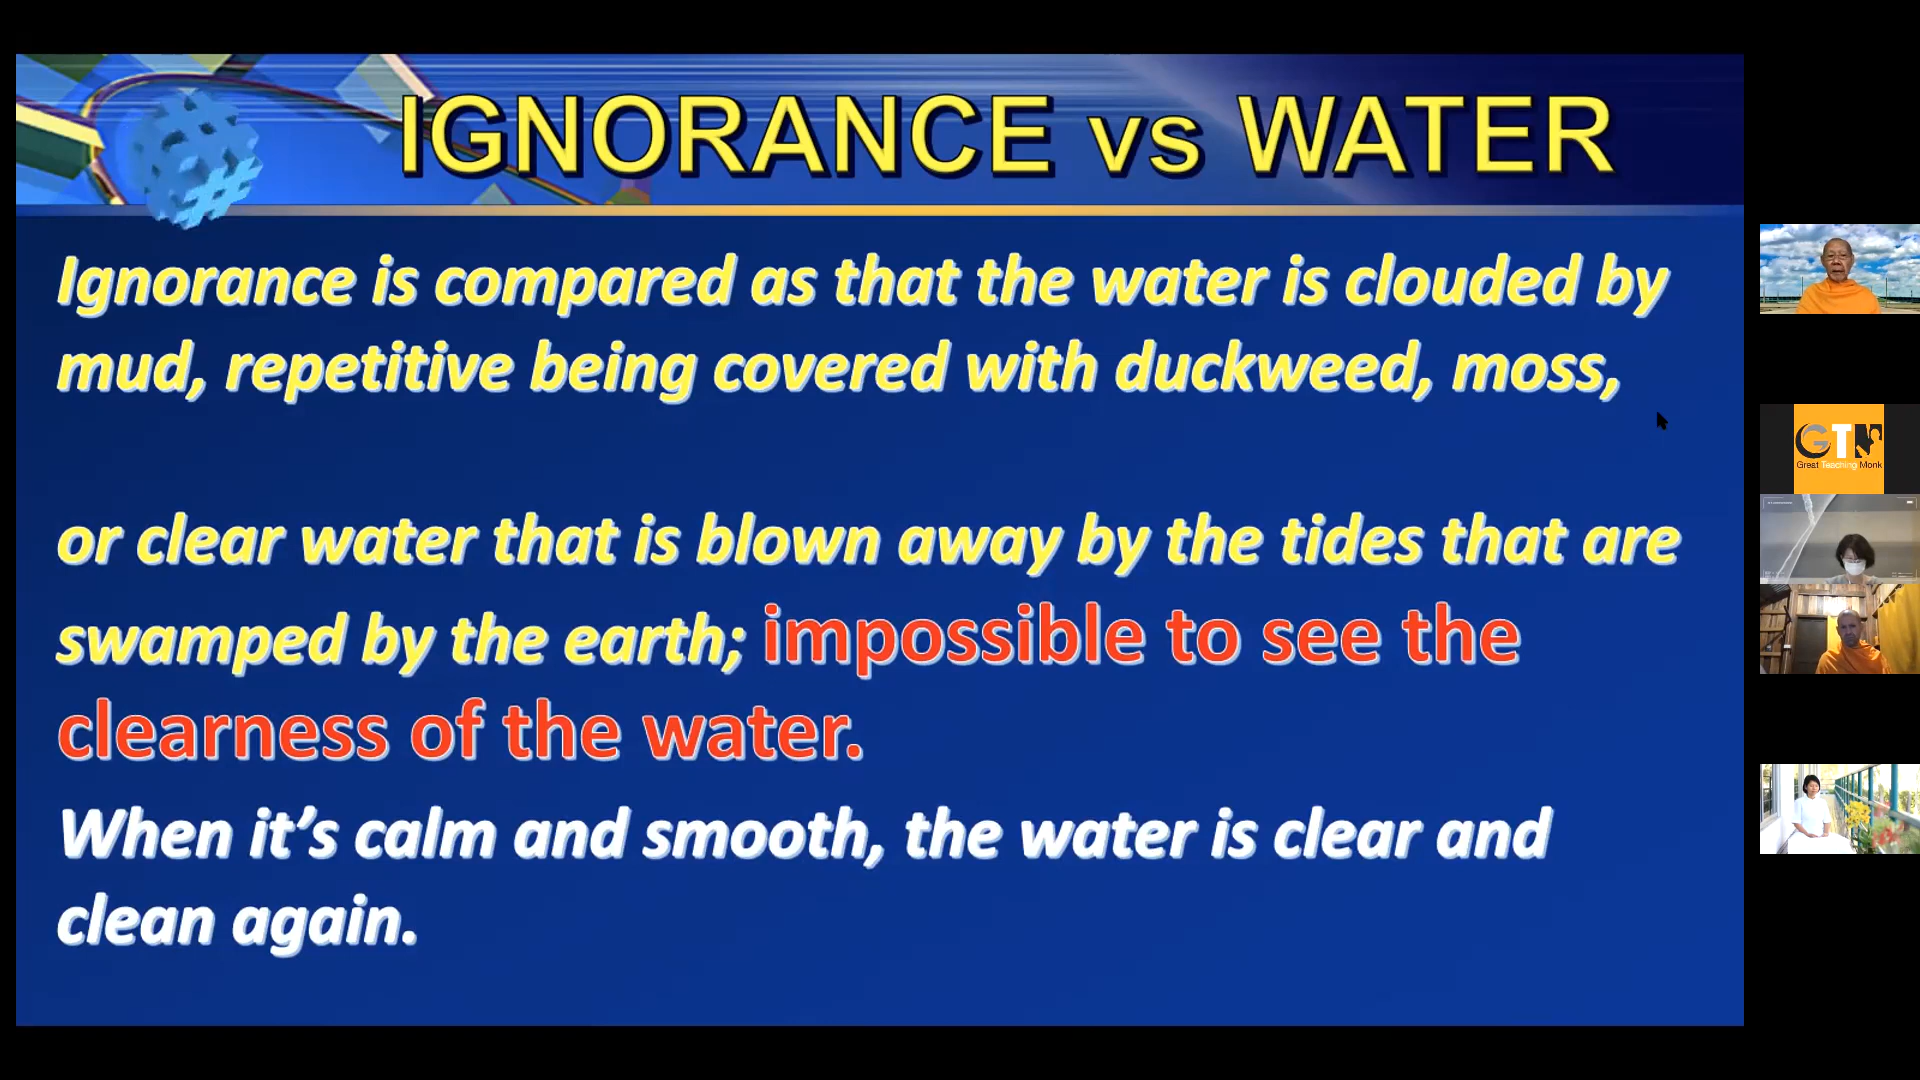 IGNORANCE vs WATER
Ignorance is compared as that the water is clouded by
mud, repetitive being covered with duckweed, moss,
or clear water that is blown away by the tides that are
swamped by the earth; impossible to see the
clearness of the water.
When it’s calm and smooth, the water is clear and
clean again.
GTM
Great Teaching Monk